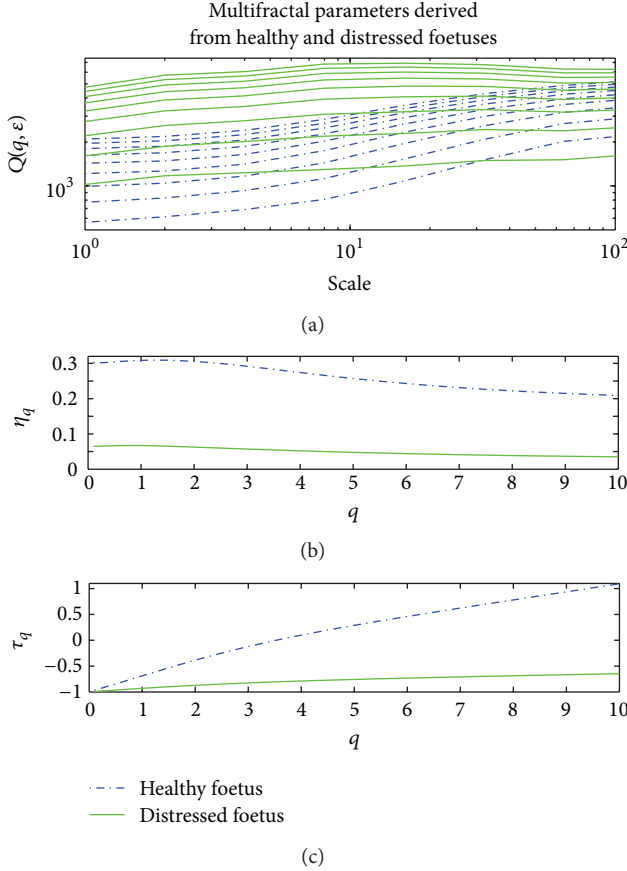 Multifractal parameters derived
from healthy and distressed foetuses
Q(q, ε)
10³
10⁰ 10¹ 10²
Scale
(a)
η_q
0.3
0.2
0.1
0
0 1 2 3 4 5 6 7 8 9 10
q
(b)
τ_q
1
0.5
0
−0.5
−1
0 1 2 3 4 5 6 7 8 9 10
q
Healthy foetus
Distressed foetus
(c)